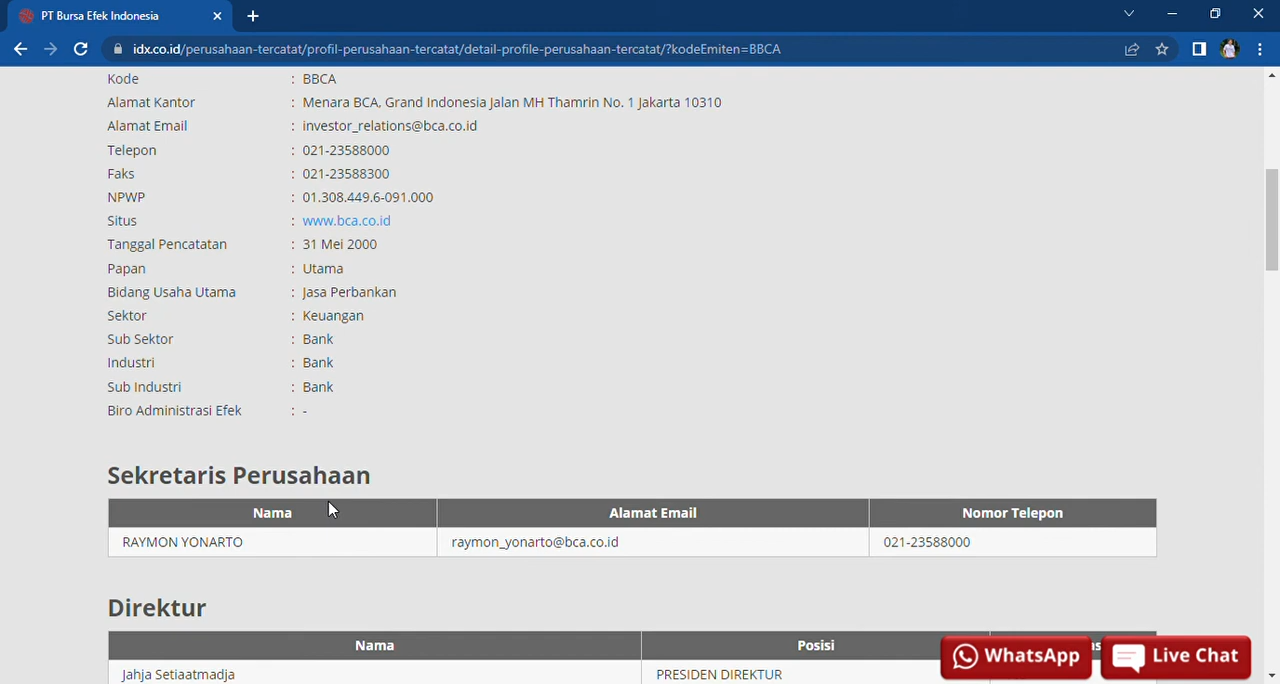 PT Bursa Efek Indonesia
idx.co.id/perusahaan-tercatat/profil-perusahaan-tercatat/detail-profile-perusahaan-tercatat/?kodeEmiten=BBCA
Kode : BBCA
Alamat Kantor : Menara BCA, Grand Indonesia Jalan MH Thamrin No. 1 Jakarta 10310
Alamat Email : investor_relations@bca.co.id
Telepon : 021-23588000
Faks : 021-23588300
NPWP : 01.308.449.6-091.000
Situs : www.bca.co.id
Tanggal Pencatatan : 31 Mei 2000
Papan : Utama
Bidang Usaha Utama : Jasa Perbankan
Sektor : Keuangan
Sub Sektor : Bank
Industri : Bank
Sub Industri : Bank
Biro Administrasi Efek : -
Sekretaris Perusahaan
Nama Alamat Email Nomor Telepon
RAYMON YONARTO raymon_yonarto@bca.co.id 021-23588000
Direktur
Nama Posisi
Jahja Setiaatmadja PRESIDEN DIREKTUR
WhatsApp
Live Chat